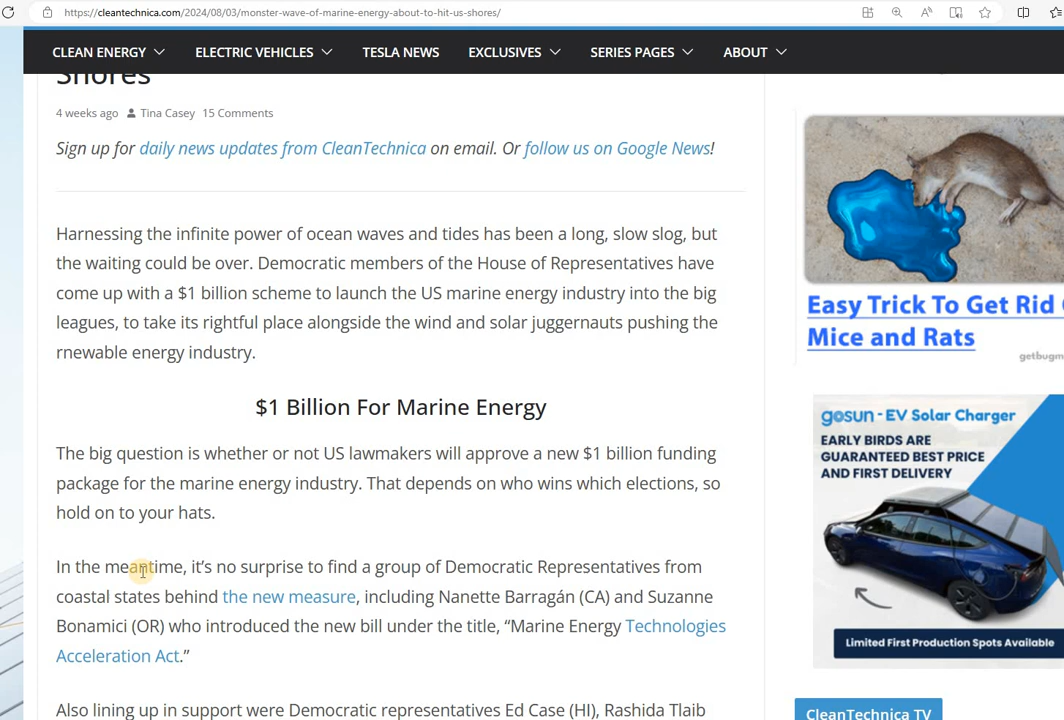 https://cleantechnica.com/2024/08/03/monster-wave-of-marine-energy-about-to-hit-us-shores/
CLEAN ENERGY ELECTRIC VEHICLES TESLA NEWS EXCLUSIVES SERIES PAGES ABOUT
Shores
4 weeks ago Tina Casey 15 Comments
Sign up for daily news updates from CleanTechnica on email. Or follow us on Google News!
Harnessing the infinite power of ocean waves and tides has been a long, slow slog, but
the waiting could be over. Democratic members of the House of Representatives have
come up with a $1 billion scheme to launch the US marine energy industry into the big
leagues, to take its rightful place alongside the wind and solar juggernauts pushing the
rnewable energy industry.
$1 Billion For Marine Energy
The big question is whether or not US lawmakers will approve a new $1 billion funding
package for the marine energy industry. That depends on who wins which elections, so
hold on to your hats.
In the meantime, it’s no surprise to find a group of Democratic Representatives from
coastal states behind the new measure, including Nanette Barragán (CA) and Suzanne
Bonamici (OR) who introduced the new bill under the title, “Marine Energy Technologies
Acceleration Act.”
Also lining up in support were Democratic representatives Ed Case (HI), Rashida Tlaib
Easy Trick To Get Rid
Mice and Rats
getbugm
gosun - EV Solar Charger
EARLY BIRDS ARE
GUARANTEED BEST PRICE
AND FIRST DELIVERY
Limited First Production Spots Available
CleanTechnica TV